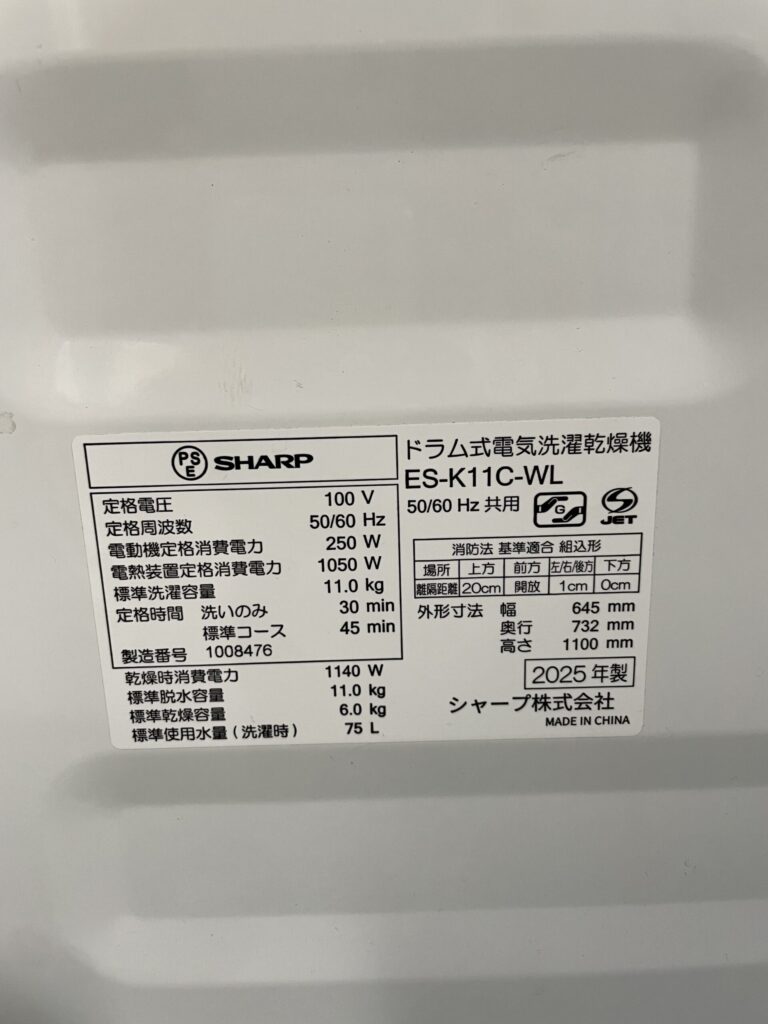 PSE SHARP
定格電圧 100 V
定格周波数 50/60 Hz
電動機定格消費電力 250 W
電熱装置定格消費電力 1050 W
標準洗濯容量 11.0 kg
定格時間 洗いのみ 30 min
標準コース 45 min
製造番号 1008476
乾燥時消費電力 1140 W
標準脱水容量 11.0 kg
標準乾燥容量 6.0 kg
標準使用水量(洗濯時) 75 L
ドラム式電気洗濯乾燥機
ES-K11C-WL
50/60 Hz 共用 G S JET
消防法 基準適合 組込形
場所 上方 前方 左/右/後方 下方
離隔距離 20cm 開放 1cm 0cm
外形寸法 幅 645 mm
奥行 732 mm
高さ 1100 mm
2025年製
シャープ株式会社
MADE IN CHINA